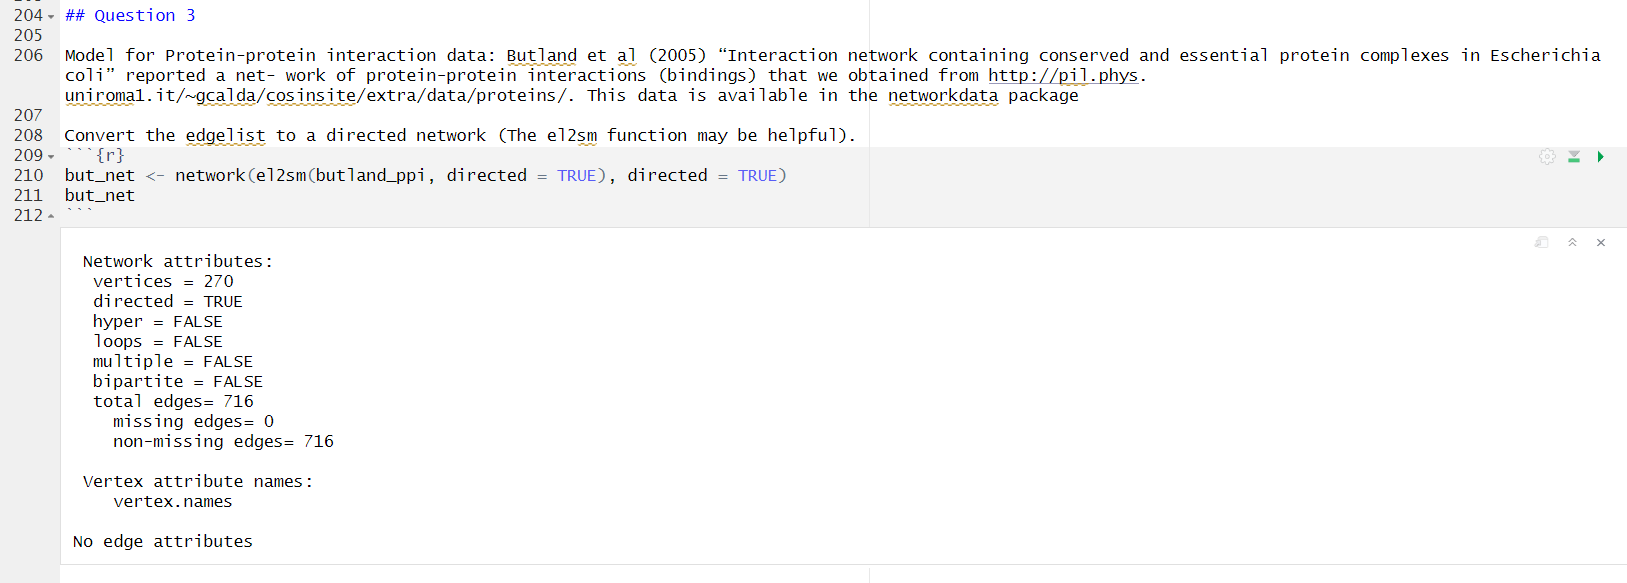 204 ## Question 3
205
206 Model for Protein-protein interaction data: Butland et al (2005) “Interaction network containing conserved and essential protein complexes in Escherichia
coli” reported a net- work of protein-protein interactions (bindings) that we obtained from http://pil.phys.
uniroma1.it/~gcalda/cosinsite/extra/data/proteins/. This data is available in the networkdata package
207
208 Convert the edgelist to a directed network (The el2sm function may be helpful).
209 ```{r}
210 but_net <- network(el2sm(butland_ppi, directed = TRUE), directed = TRUE)
211 but_net
212 ```
Network attributes:
vertices = 270
directed = TRUE
hyper = FALSE
loops = FALSE
multiple = FALSE
bipartite = FALSE
total edges= 716
missing edges= 0
non-missing edges= 716
Vertex attribute names:
vertex.names
No edge attributes